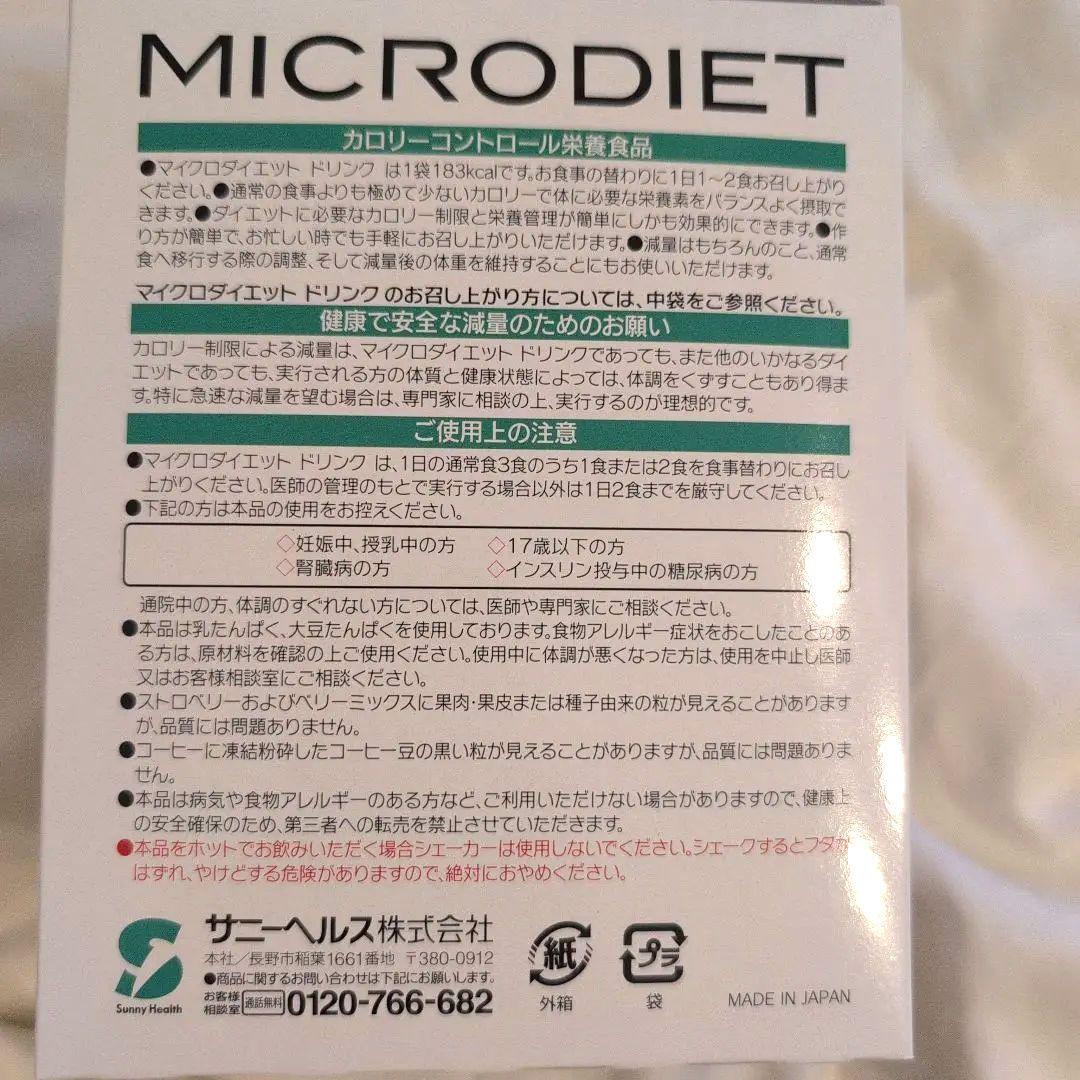 MICRODIET
カロリーコントロール栄養食品
●マイクロダイエット ドリンク は1袋183kcalです。お食事の替わりに1日1～2食お召し上がり
ください。●通常の食事よりも極めて少ないカロリーで体に必要な栄養素をバランスよく摂取で
きます。●ダイエットに必要なカロリー制限と栄養管理が簡単にしかも効果的にできます。●作
り方が簡単で、お忙しい時でも手軽にお召し上がりいただけます。●減量はもちろんのこと、通常
食へ移行する際の調整、そして減量後の体重を維持することにもお使いいただけます。
マイクロダイエット ドリンク のお召し上がり方については、中袋をご参照ください。
健康で安全な減量のためのお願い
カロリー制限による減量は、マイクロダイエット ドリンクであっても、また他のいかなるダイ
エットであっても、実行される方の体質と健康状態によっては、体調をくずすこともあり得ま
す。特に急速な減量を望む場合は、専門家に相談の上、実行するのが理想的です。
ご使用上の注意
●マイクロダイエット ドリンク は、1日の通常食3食のうち1食または2食を食事替わりにお召し
上がりください。医師の管理のもとで実行する場合以外は1日2食までを厳守してください。
●下記の方は本品の使用をお控えください。
◇妊娠中、授乳中の方 ◇17歳以下の方
◇腎臓病の方 ◇インスリン投与中の糖尿病の方
通院中の方、体調のすぐれない方については、医師や専門家にご相談ください。
●本品は乳たんぱく、大豆たんぱくを使用しております。食物アレルギー症状をおこしたことのあ
る方は、原材料を確認の上ご使用ください。使用中に体調が悪くなった方は、使用を中止し医師
又はお客様相談室にご相談ください。
●ストロベリーおよびベリーミックスに果肉・果皮または種子由来の粒が見えることがあります
が、品質には問題ありません。
●コーヒーに凍結粉砕したコーヒー豆の黒い粒が見えることがありますが、品質には問題ありま
せん。
●本品は病気や食物アレルギーのある方など、ご利用いただけない場合がありますので、健康上
の安全確保のため、第三者への転売を禁止させていただきます。
●本品をホットでお飲みいただく場合シェーカーは使用しないでください。シェークするとフタが
はずれ、やけどする危険がありますので、絶対におやめください。
サニーヘルス株式会社
本社／長野市稲葉1661番地 〒380-0912
●商品に関するお問い合わせは下記にお願いします。
お客様相談室 通話無料 0120-766-682
Sunny Health
紙
外箱
プラ
袋
MADE IN JAPAN